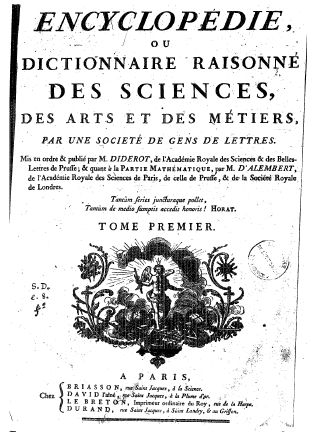 ENCYCLOPÉDIE,
OU
DICTIONNAIRE RAISONNÉ
DES SCIENCES,
DES ARTS ET DES MÉTIERS,
PAR UNE SOCIETÉ DE GENS DE LETTRES.
Mis en ordre & publié par M. DIDEROT, de l'Académie Royale des Sciences & des Belles-
Lettres de Prusse; & quant à la PARTIE MATHÉMATIQUE, par M. D'ALEMBERT,
de l'Académie Royale des Sciences de Paris, de celle de Prusse, & de la Société Royale
de Londres.
Tantùm series juncturaque pollet,
Tantùm de medio sumptis accedit honoris! HORAT.
TOME PREMIER.
S. D.
A PARIS,
Chez
BRIASSON, rue Saint Jacques, à la Science.
DAVID l'aîné, rue Saint Jacques, à la Plume d'or.
LE BRETON, Imprimeur ordinaire du Roy, rue de la Harpe.
DURAND, rue Saint Jacques, à Saint Landry, & au Griffon.